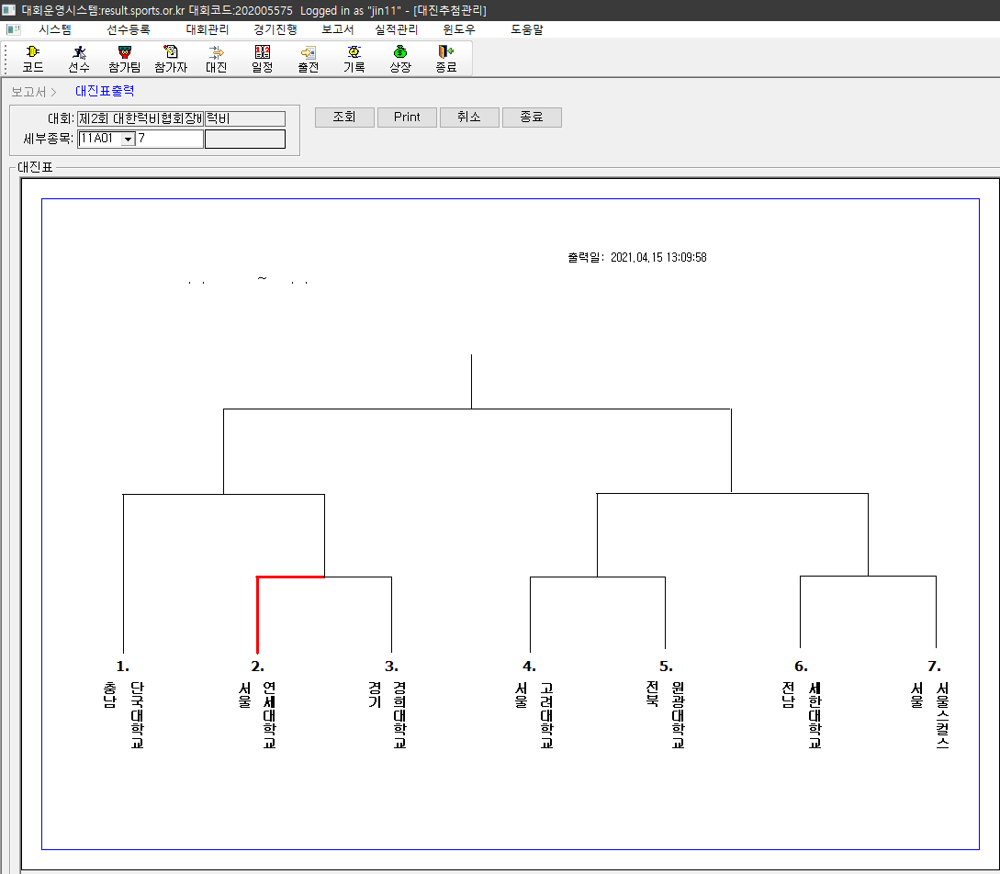 대회운영시스템:result.sports.or.kr 대회코드:202005575 Logged in as "jin11" - [대진추첨관리]
시스템 선수등록 대회관리 경기진행 보고서 실적관리 윈도우 도움말
코드 선수 참가팀 참가자 대진 일정 출전 기록 상장 종료
보고서 > 대진표출력
대회: 제2회 대한럭비협회장배 럭비 조회 Print 취소 종료
세부종목: 11A01 7
대진표
출력일: 2021.04.15 13:09:58
. . ~ . .
1. 2. 3. 4. 5. 6. 7.
충남 단국대학교
서울 연세대학교
경기 경희대학교
서울 고려대학교
전북 원광대학교
전남 세한대학교
서울 서울스컬스